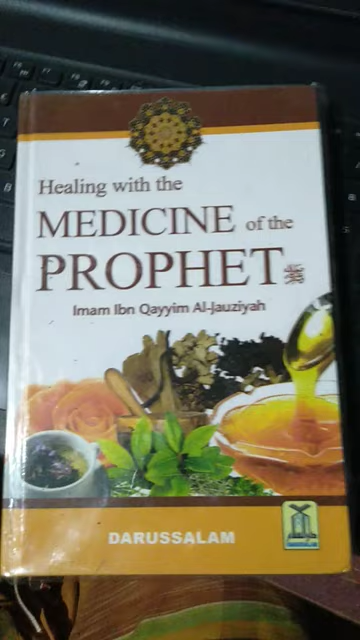 Healing with the
MEDICINE of the
PROPHET ﷺ
Imam Ibn Qayyim Al-Jauziyah
DARUSSALAM